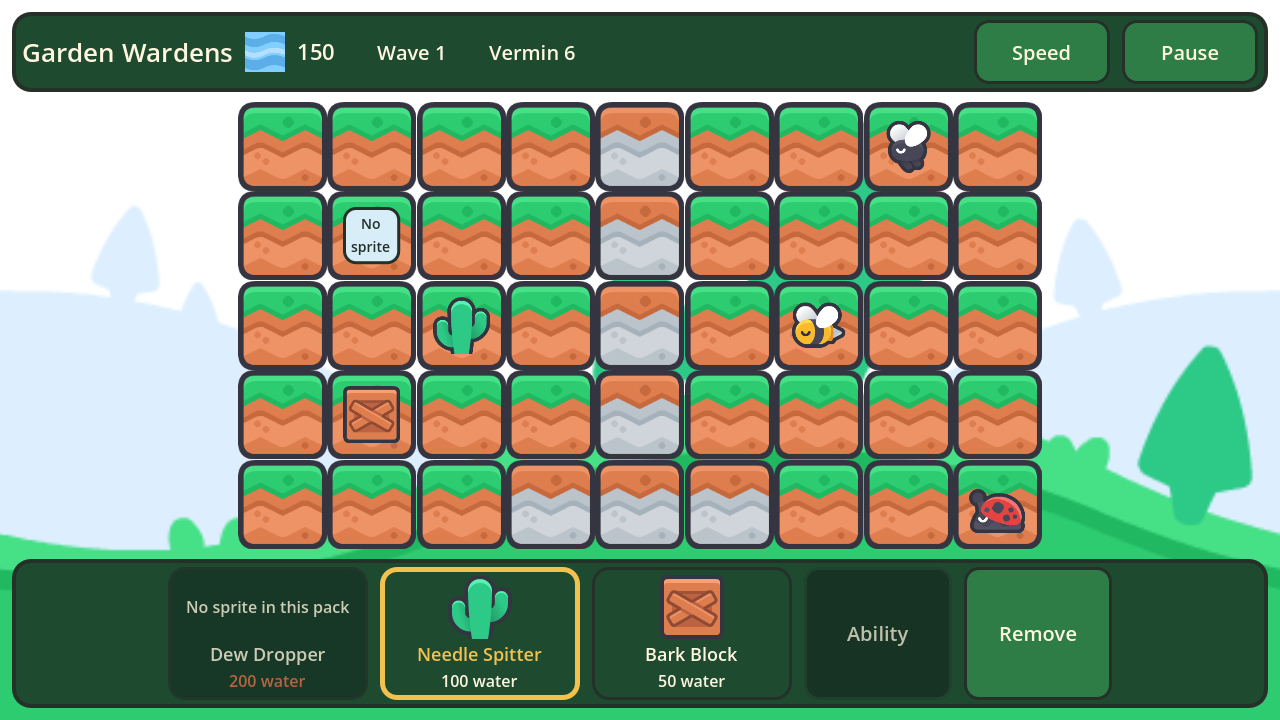 Garden Wardens 150 Wave 1 Vermin 6 Speed Pause
No
sprite
No sprite in this pack
Dew Dropper
200 water
Needle Spitter
100 water
Bark Block
50 water
Ability
Remove